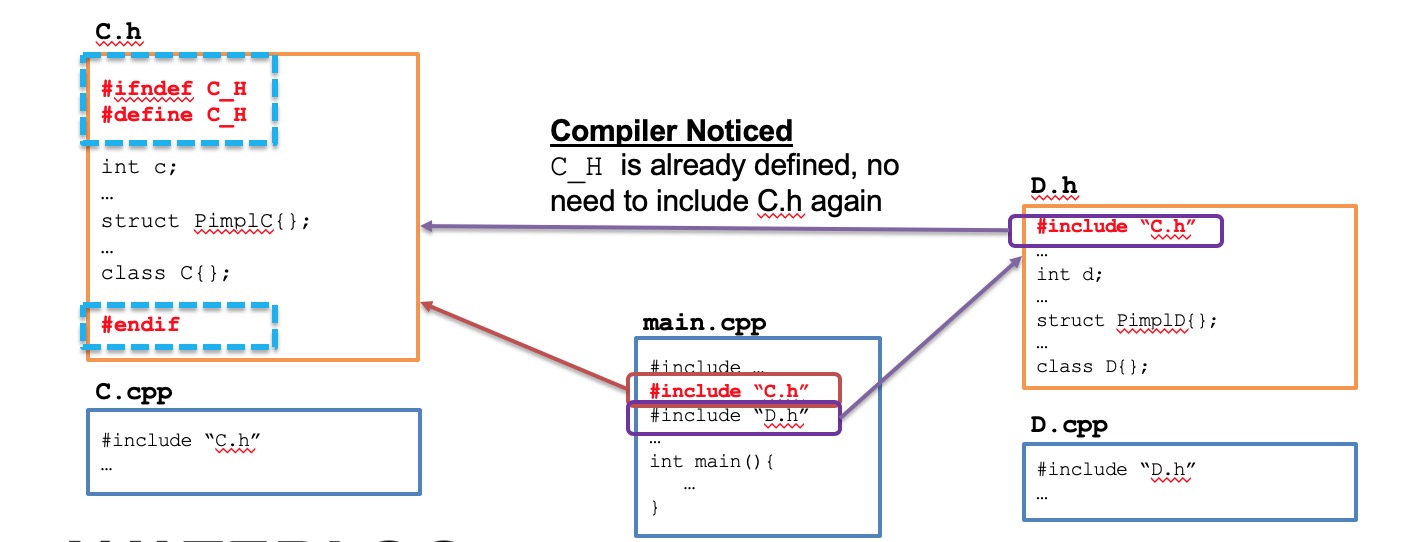 C.h
#ifndef C_H
#define C_H
int c;
…
struct PimplC{};
…
class C{};
#endif
C.cpp
#include “C.h”
…
Compiler Noticed
C_H is already defined, no
need to include C.h again
main.cpp
#include …
#include “C.h”
#include “D.h”
…
int main(){
…
}
D.h
#include “C.h”
…
int d;
…
struct PimplD{};
…
class D{};
D.cpp
#include “D.h”
…